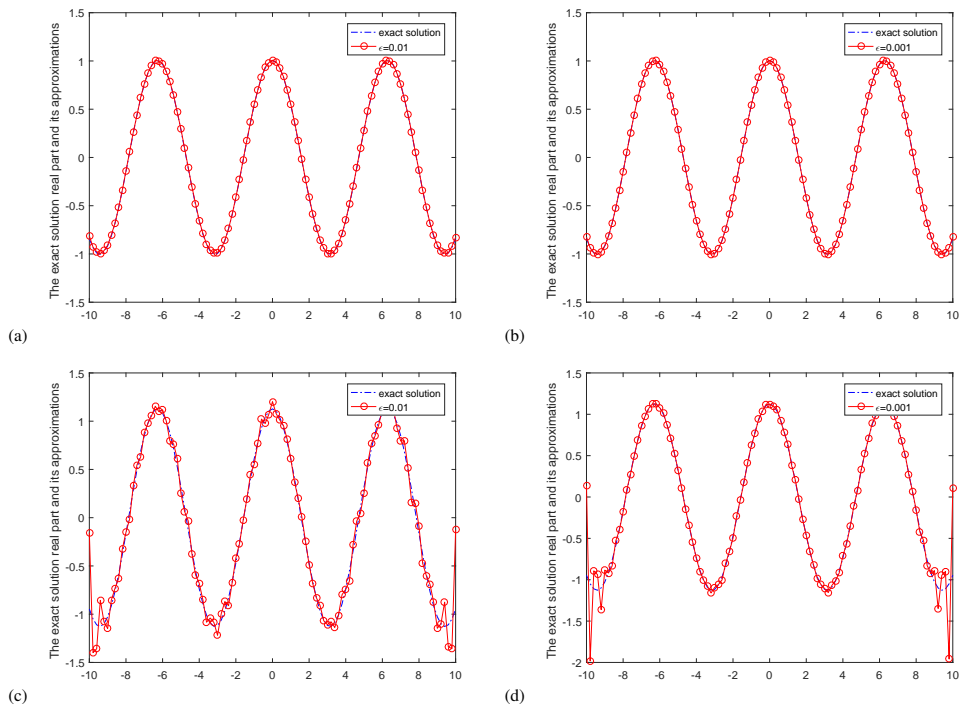 The exact solution real part and its approximations
1.5
1
0.5
0
-0.5
-1
-1.5
-10 -8 -6 -4 -2 0 2 4 6 8 10
exact solution
ϵ=0.01
(a)
The exact solution real part and its approximations
1.5
1
0.5
0
-0.5
-1
-1.5
-10 -8 -6 -4 -2 0 2 4 6 8 10
exact solution
ϵ=0.001
(b)
The exact solution real part and its approximations
1.5
1
0.5
0
-0.5
-1
-1.5
-10 -8 -6 -4 -2 0 2 4 6 8 10
exact solution
ϵ=0.01
(c)
The exact solution real part and its approximations
1.5
1
0.5
0
-0.5
-1
-1.5
-2
-10 -8 -6 -4 -2 0 2 4 6 8 10
exact solution
ϵ=0.001
(d)